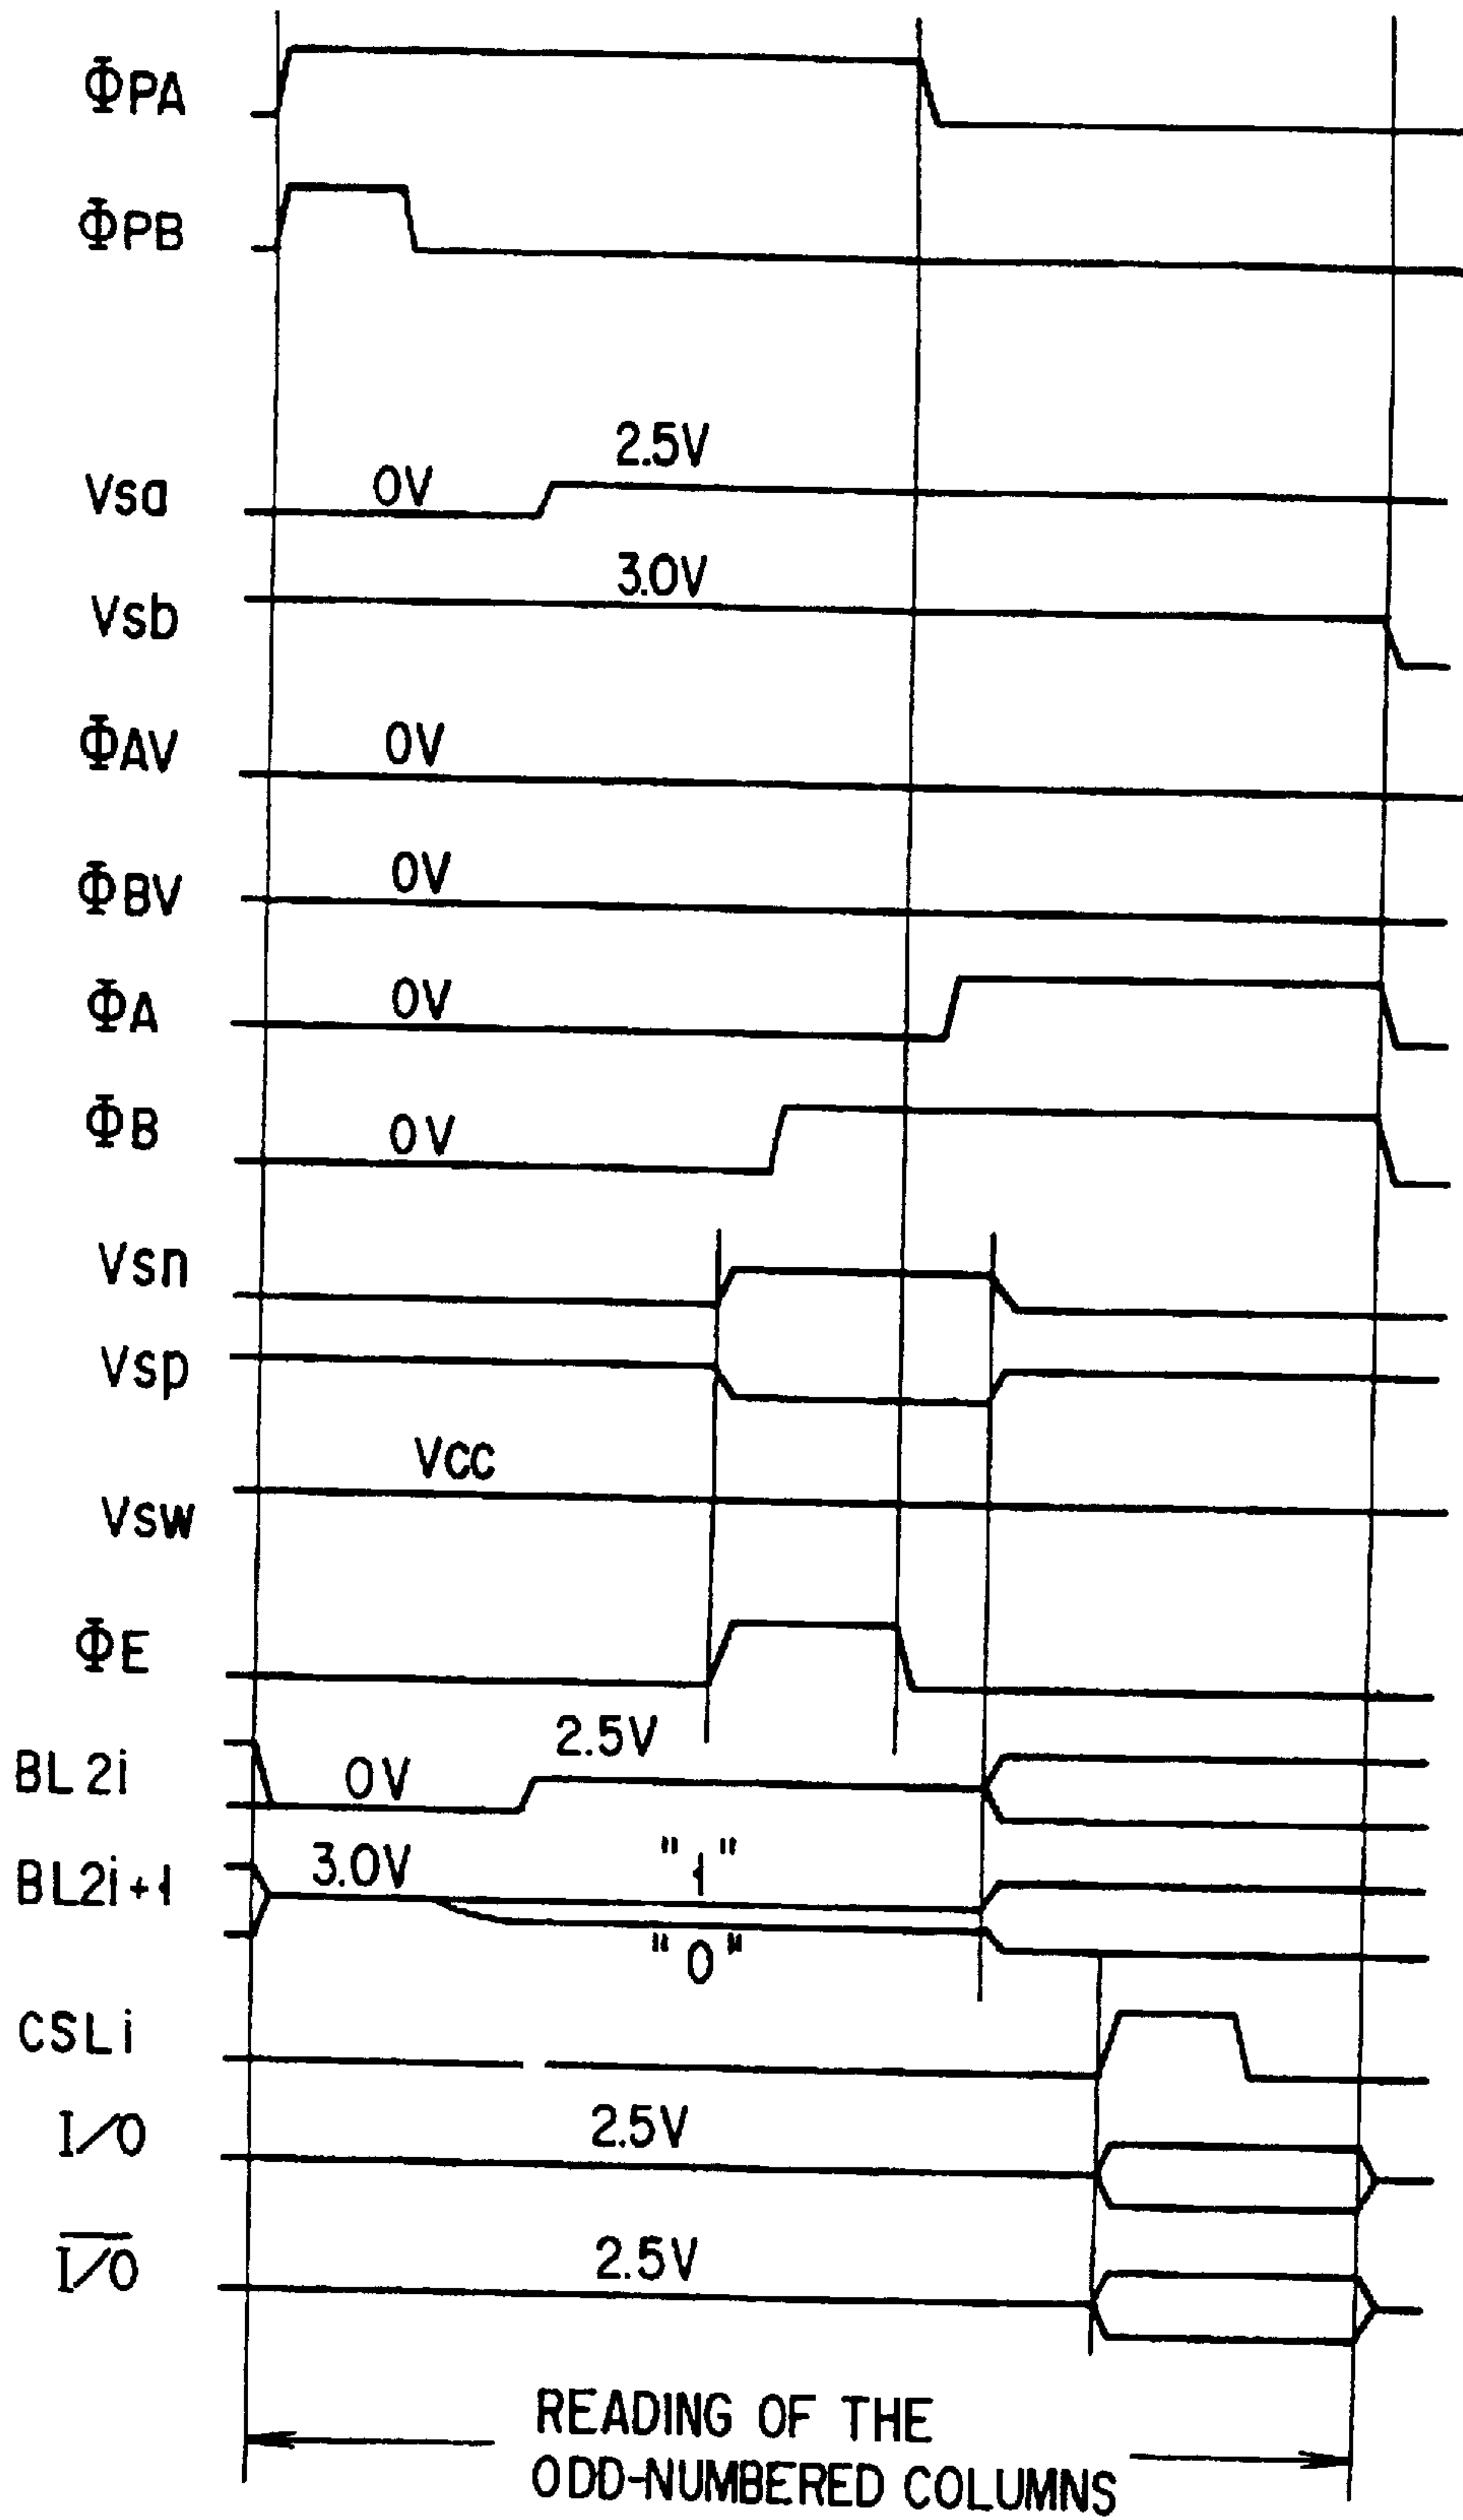 ΦPA
ΦPB
2.5V
Vsa 0V
3.0V
Vsb
ΦAV 0V
ΦBV 0V
ΦA 0V
ΦB 0V
Vsn
Vsp
VCC
Vsw
ΦE
2.5V
BL2i 0V
BL2i+1 3.0V "1"
"0"
CSLi
I/O 2.5V
I/O 2.5V
READING OF THE
ODD-NUMBERED COLUMNS